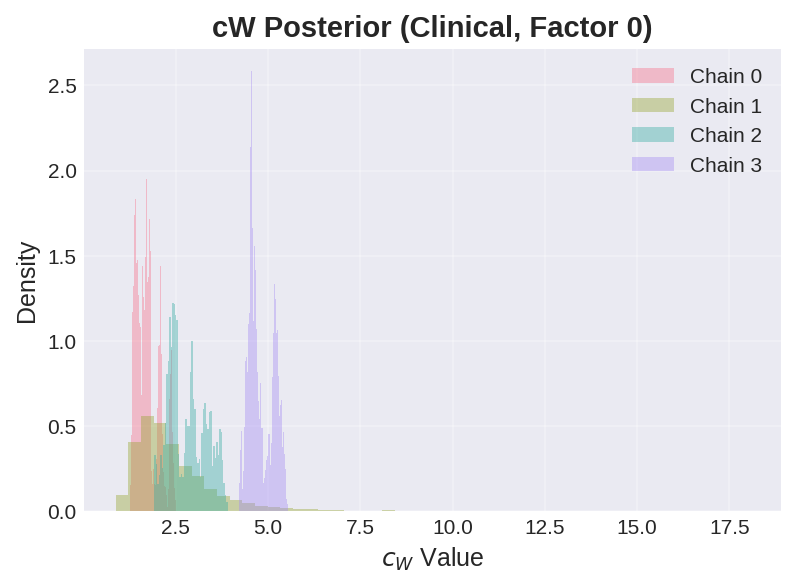 cW Posterior (Clinical, Factor 0)
Chain 0
Chain 1
Chain 2
Chain 3
Density
2.5
2.0
1.5
1.0
0.5
0.0
2.5 5.0 7.5 10.0 12.5 15.0 17.5
c_W Value